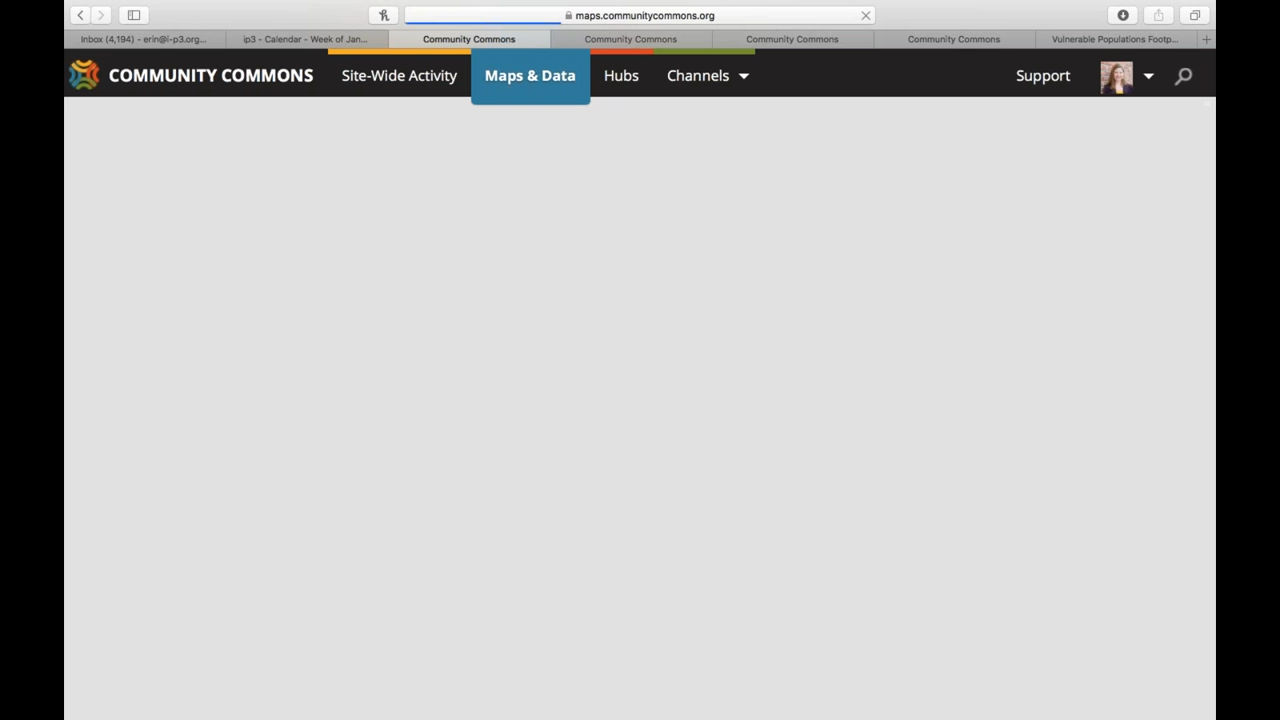 maps.communitycommons.org
Inbox (4,194) - erin@i-p3.org...
ip3 - Calendar - Week of Jan...
Community Commons
Community Commons
Community Commons
Community Commons
Vulnerable Populations Footp...
COMMUNITY COMMONS
Site-Wide Activity
Maps & Data
Hubs
Channels
Support